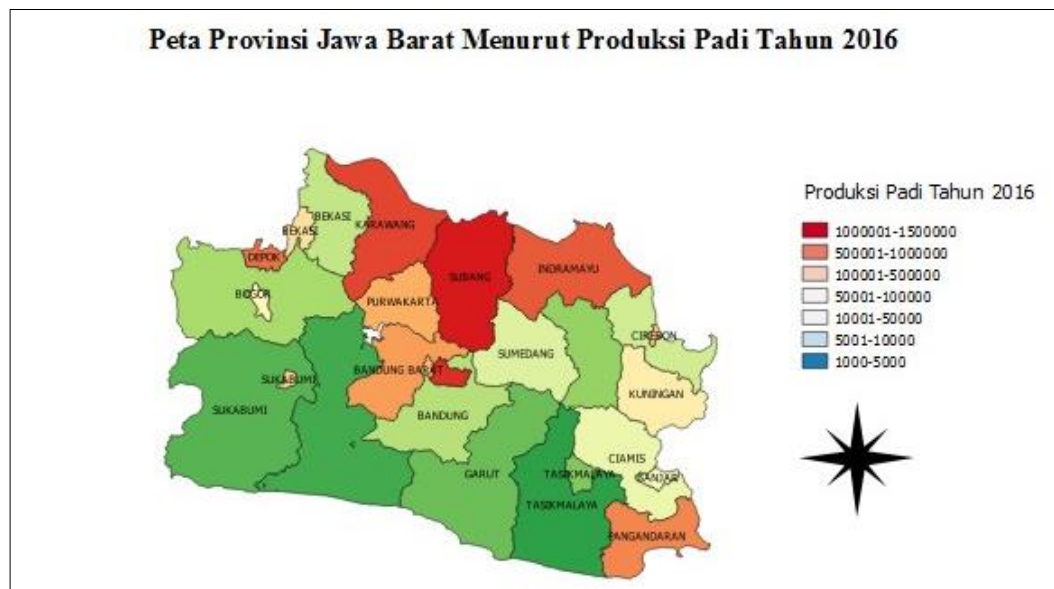 Peta Provinsi Jawa Barat Menurut Produksi Padi Tahun 2016
Produksi Padi Tahun 2016
1000001-1500000
500001-1000000
100001-500000
50001-100000
10001-50000
5001-10000
1000-5000
BEKASI
BEKASI
KARAWANG
DEPOK
SUBANG
INDRAMAYU
BOGOR
PURWAKARTA
CIREBON
SUMEDANG
BANDUNG BARAT
SUKABUMI
KUNINGAN
SUKABUMI
BANDUNG
CIAMIS
GARUT
TASIKMALAYA
BANJAR
TASIKMALAYA
PANGANDARAN